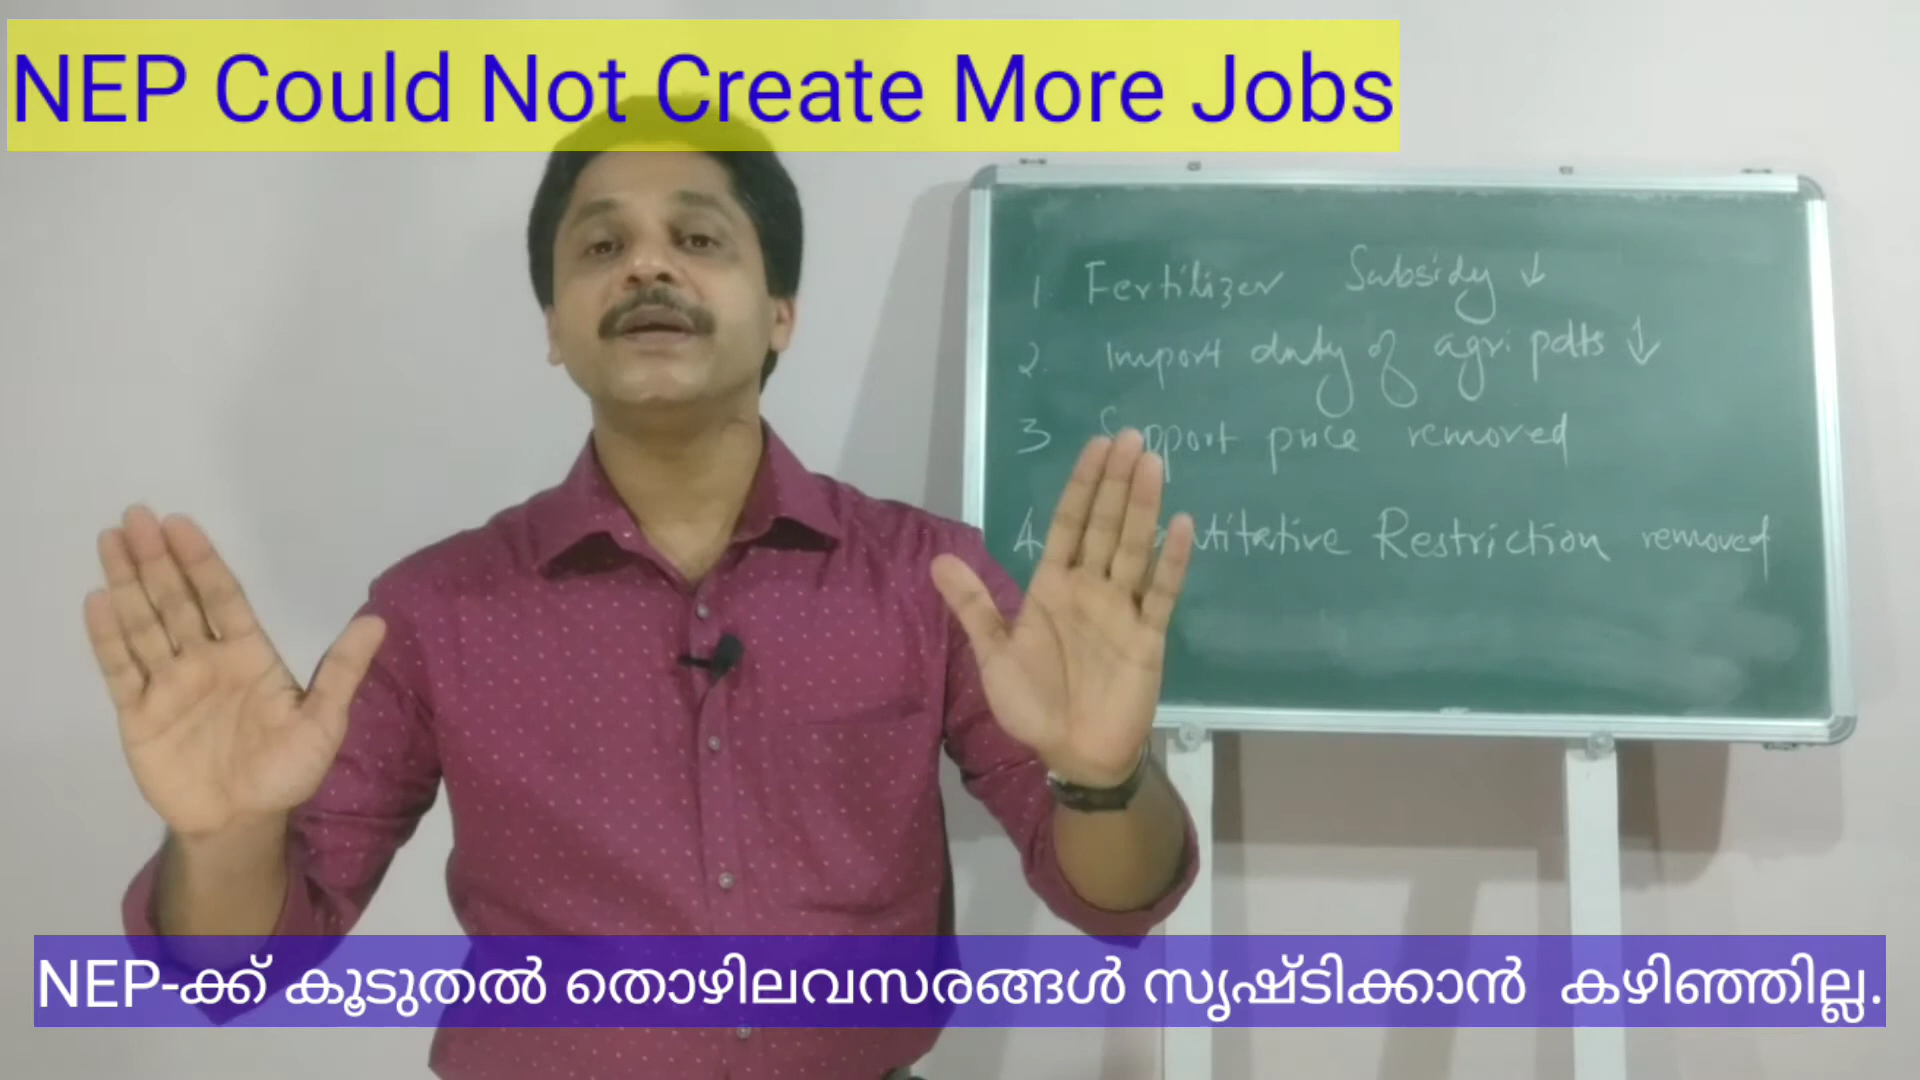 NEP Could Not Create More Jobs
1. Fertilizer Subsidy ↓
2. Import duty of agri pdts ↓
3 Support price removed
4. Restriction removed
NEP-ക്ക് കൂടുതൽ തൊഴിലവസരങ്ങൾ സൃഷ്ടിക്കാൻ കഴിഞ്ഞില്ല.